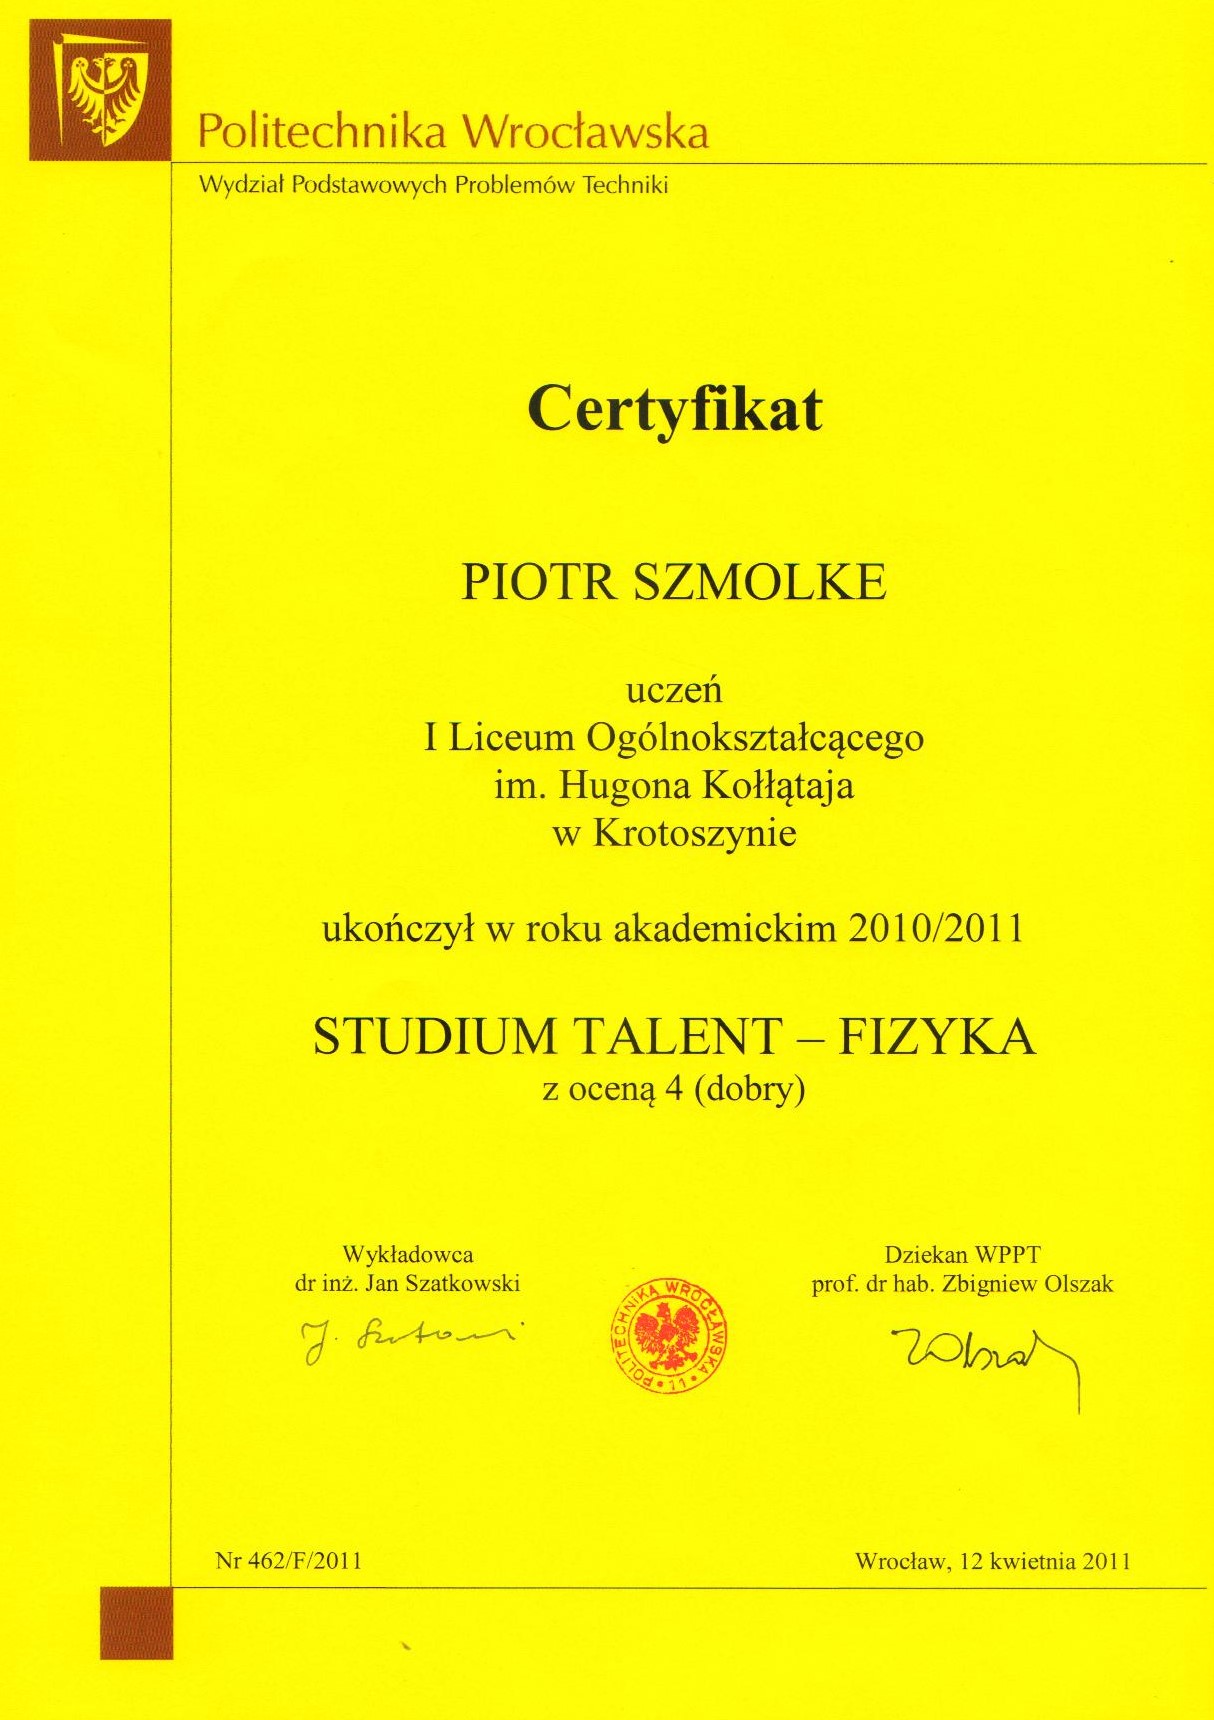 Politechnika Wrocławska
Wydział Podstawowych Problemów Techniki
Certyfikat
PIOTR SZMOLKE
uczeń
I Liceum Ogólnokształcącego
im. Hugona Kołłątaja
w Krotoszynie
ukończył w roku akademickim 2010/2011
STUDIUM TALENT – FIZYKA
z oceną 4 (dobry)
Wykładowca
dr inż. Jan Szatkowski
Dziekan WPPT
prof. dr hab. Zbigniew Olszak
POLITECHNIKA WROCŁAWSKA • 11 •
Nr 462/F/2011
Wrocław, 12 kwietnia 2011